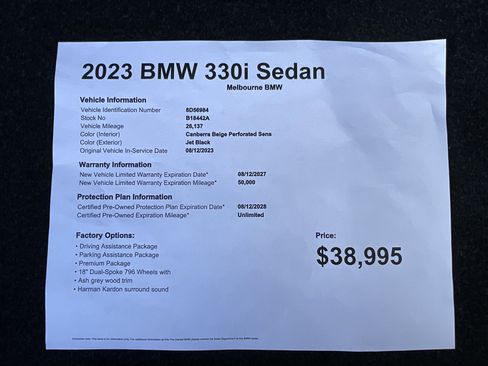 2023 BMW 330i Sedan
Melbourne BMW
Vehicle Information
Vehicle Identification Number 8D56984
Stock No B18442A
Vehicle Mileage 26,137
Color (Interior) Canberra Beige Perforated Sens
Color (Exterior) Jet Black
Original Vehicle In-Service Date 08/12/2023
Warranty Information
New Vehicle Limited Warranty Expiration Date* 08/12/2027
New Vehicle Limited Warranty Expiration Mileage* 50,000
Protection Plan Information
Certified Pre-Owned Protection Plan Expiration Date* 08/12/2028
Certified Pre-Owned Expiration Mileage* Unlimited
Factory Options: Price:
• Driving Assistance Package
• Parking Assistance Package
• Premium Package
• 18" Dual-Spoke 796 Wheels with
• Ash grey wood trim
• Harman Kardon surround sound
$38,995